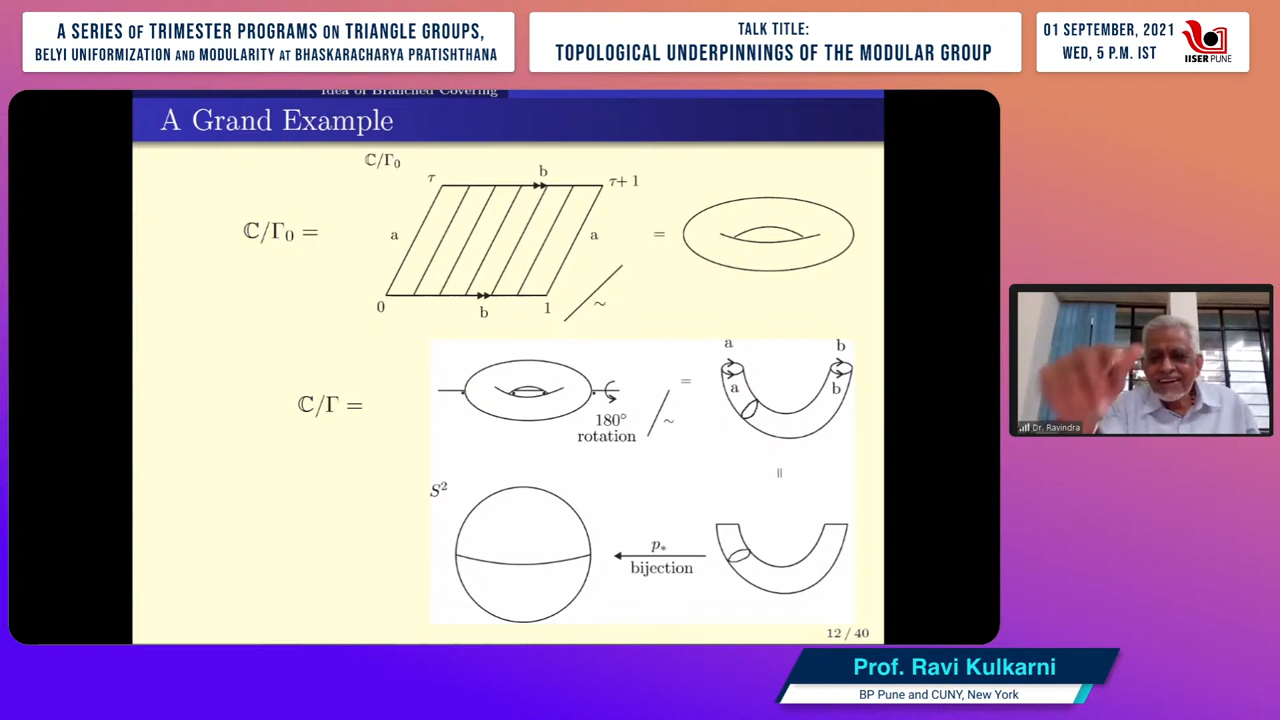 A SERIES OF TRIMESTER PROGRAMS ON TRIANGLE GROUPS,
BELYI UNIFORMIZATION AND MODULARITY AT BHASKARACHARYA PRATISHTHANA
TALK TITLE:
TOPOLOGICAL UNDERPINNINGS OF THE MODULAR GROUP
01 SEPTEMBER, 2021
WED, 5 P.M. IST
IISER PUNE
Idea of Branched Covering
A Grand Example
ℂ/Γ₀
τ
b
τ+ 1
ℂ/Γ₀ =
a
a
=
~
0
b
1
a
b
a
b
=
ℂ/Γ =
180°
rotation
~
=
S²
p*
bijection
12 / 40
Dr. Ravindra
Prof. Ravi Kulkarni
BP Pune and CUNY, New York